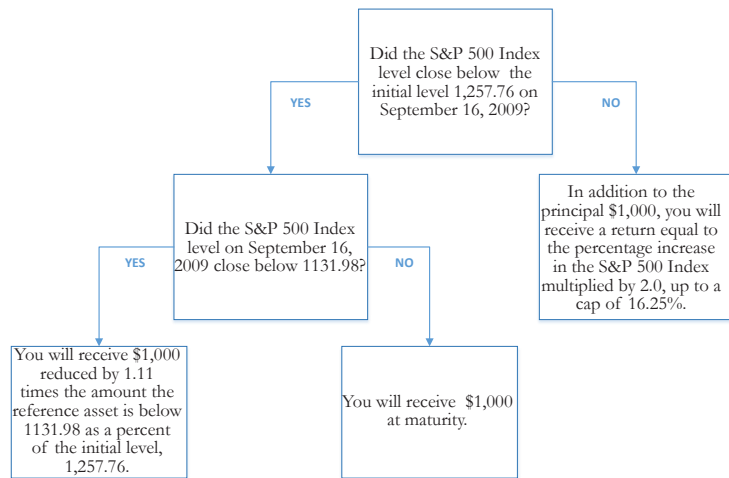 Did the S&P 500 Index
level close below the
initial level 1,257.76 on
September 16, 2009?
YES
NO
Did the S&P 500 Index
level on September 16,
2009 close below 1131.98?
In addition to the
principal $1,000, you will
receive a return equal to
the percentage increase
in the S&P 500 Index
multiplied by 2.0, up to a
cap of 16.25%.
YES
NO
You will receive $1,000
reduced by 1.11
times the amount the
reference asset is below
1131.98 as a percent
of the initial level,
1,257.76.
You will receive $1,000
at maturity.